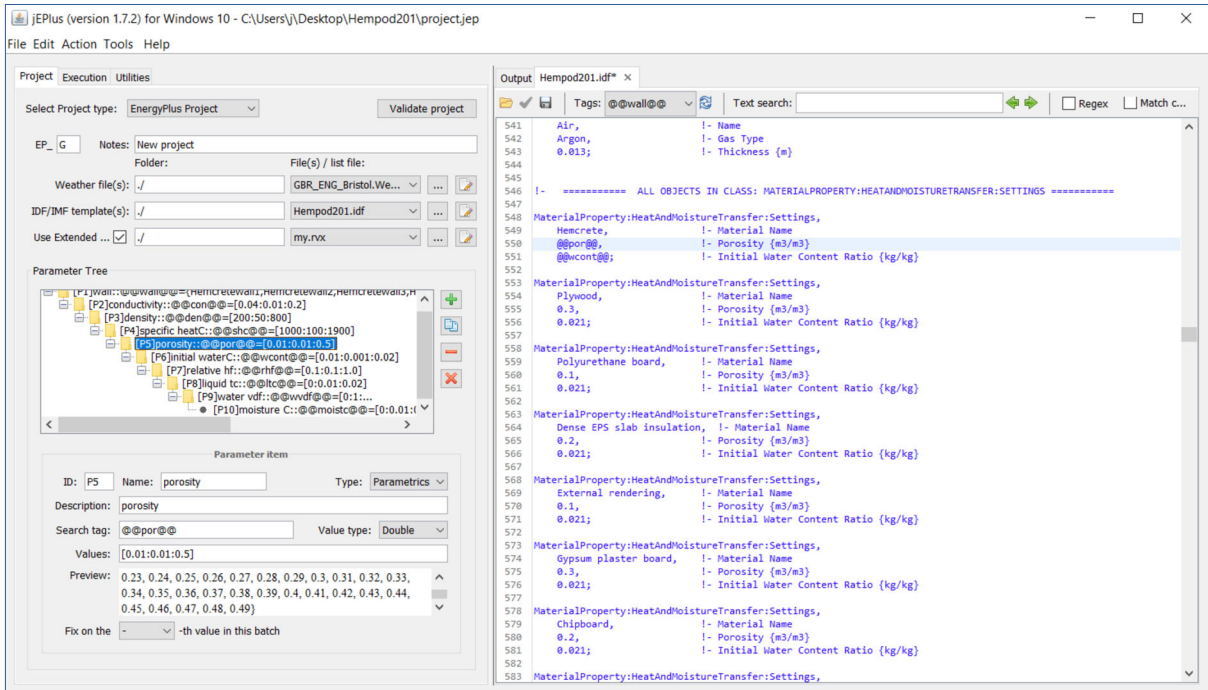 jEPlus (version 1.7.2) for Windows 10 - C:\Users\j\Desktop\Hempod201\project.jep
File Edit Action Tools Help
Project Execution Utilities
Select Project type: EnergyPlus Project Validate project
EP_ G Notes: New project
Folder: File(s) / list file:
Weather file(s): ./ GBR_ENG_Bristol.We... ...
IDF/IMF template(s): ./ Hempod201.idf ...
Use Extended ... ./ my.rvx ...
Parameter Tree
[P1]wall::@@wall@@={Hemcretewall1,Hemcretewall2,Hemcretewall3,H
[P2]conductivity::@@con@@=[0.04:0.01:0.2]
[P3]density::@@den@@=[200:50:800]
[P4]specific heatC::@@shc@@=[1000:100:1900]
[P5]porosity::@@por@@=[0.01:0.01:0.5]
[P6]initial waterC::@@wcont@@=[0.01:0.001:0.02]
[P7]relative hf::@@rhf@@=[0.1:0.1:1.0]
[P8]liquid tc::@@ltc@@=[0:0.01:0.02]
[P9]water vdf::@@wvdf@@=[0:1:...
[P10]moisture C::@@moistc@@=[0:0.01:(
Parameter item
ID: P5 Name: porosity Type: Parametrics
Description: porosity
Search tag: @@por@@ Value type: Double
Values: [0.01:0.01:0.5]
Preview: 0.23, 0.24, 0.25, 0.26, 0.27, 0.28, 0.29, 0.3, 0.31, 0.32, 0.33,
0.34, 0.35, 0.36, 0.37, 0.38, 0.39, 0.4, 0.41, 0.42, 0.43, 0.44,
0.45, 0.46, 0.47, 0.48, 0.49}
Fix on the - -th value in this batch
Output Hempod201.idf* ×
Tags: @@wall@@ Text search: Regex Match c...
541 Air, !- Name
542 Argon, !- Gas Type
543 0.013; !- Thickness {m}
544
545
546 !- =========== ALL OBJECTS IN CLASS: MATERIALPROPERTY:HEATANDMOISTURETRANSFER:SETTINGS ===========
547
548 MaterialProperty:HeatAndMoistureTransfer:Settings,
549 Hemcrete, !- Material Name
550 @@por@@, !- Porosity {m3/m3}
551 @@wcont@@; !- Initial Water Content Ratio {kg/kg}
552
553 MaterialProperty:HeatAndMoistureTransfer:Settings,
554 Plywood, !- Material Name
555 0.3, !- Porosity {m3/m3}
556 0.021; !- Initial Water Content Ratio {kg/kg}
557
558 MaterialProperty:HeatAndMoistureTransfer:Settings,
559 Polyurethane board, !- Material Name
560 0.1, !- Porosity {m3/m3}
561 0.021; !- Initial Water Content Ratio {kg/kg}
562
563 MaterialProperty:HeatAndMoistureTransfer:Settings,
564 Dense EPS slab insulation, !- Material Name
565 0.2, !- Porosity {m3/m3}
566 0.021; !- Initial Water Content Ratio {kg/kg}
567
568 MaterialProperty:HeatAndMoistureTransfer:Settings,
569 External rendering, !- Material Name
570 0.1, !- Porosity {m3/m3}
571 0.021; !- Initial Water Content Ratio {kg/kg}
572
573 MaterialProperty:HeatAndMoistureTransfer:Settings,
574 Gypsum plaster board, !- Material Name
575 0.3, !- Porosity {m3/m3}
576 0.021; !- Initial Water Content Ratio {kg/kg}
577
578 MaterialProperty:HeatAndMoistureTransfer:Settings,
579 Chipboard, !- Material Name
580 0.2, !- Porosity {m3/m3}
581 0.021; !- Initial Water Content Ratio {kg/kg}
582
583 MaterialProperty:HeatAndMoistureTransfer:Settings,